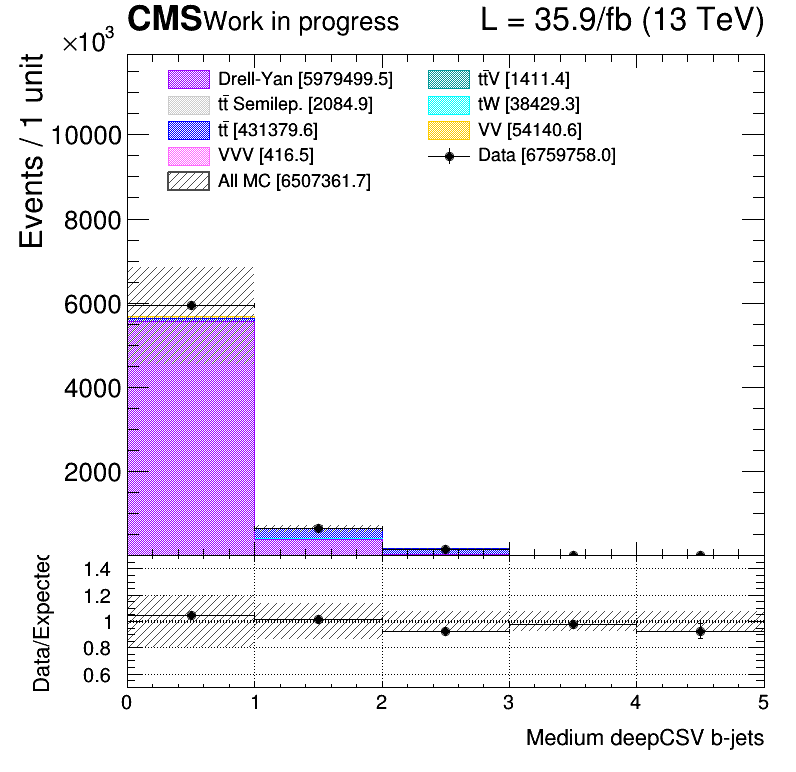 CMS Work in progress L = 35.9/fb (13 TeV)
×10³
Drell-Yan [5979499.5]
tt̄ Semilep. [2084.9]
tt̄ [431379.6]
VVV [416.5]
All MC [6507361.7]
tt̄V [1411.4]
tW [38429.3]
VV [54140.6]
Data [6759758.0]
Events / 1 unit
10000
8000
6000
4000
2000
Data/Expected
1.4
1.2
1
0.8
0.6
0 1 2 3 4 5
Medium deepCSV b-jets